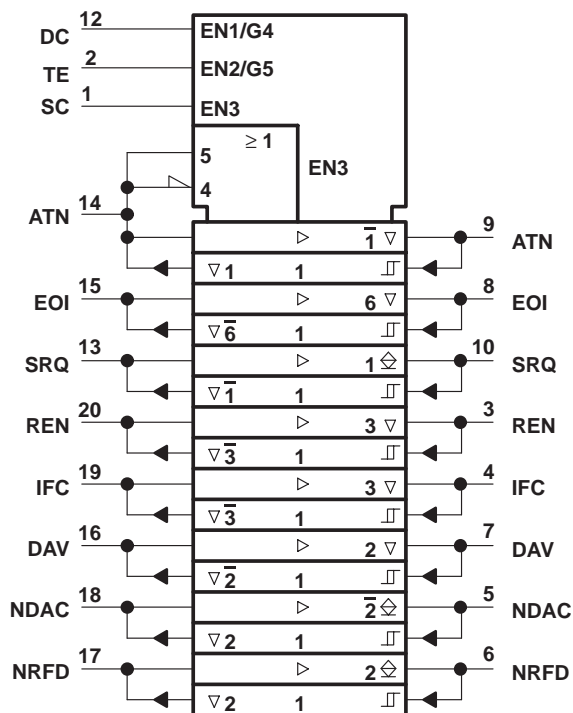 DC 12 EN1/G4
TE 2 EN2/G5
SC 1 EN3
5 ≥ 1
EN3
4
ATN 14
▷ 1̅ ▽ 9 ATN
▽ 1 1
EOI 15 ▷ 6 ▽ 8 EOI
▽ 6̅ 1
SRQ 13 ▷ 1 10 SRQ
▽ 1̅ 1
REN 20 ▷ 3 ▽ 3 REN
▽ 3̅ 1
IFC 19 ▷ 3 ▽ 4 IFC
▽ 3̅ 1
DAV 16 ▷ 2 ▽ 7 DAV
▽ 2̅ 1
NDAC 18 ▷ 2̅ 5 NDAC
▽ 2 1
NRFD 17 ▷ 2 6 NRFD
▽ 2 1